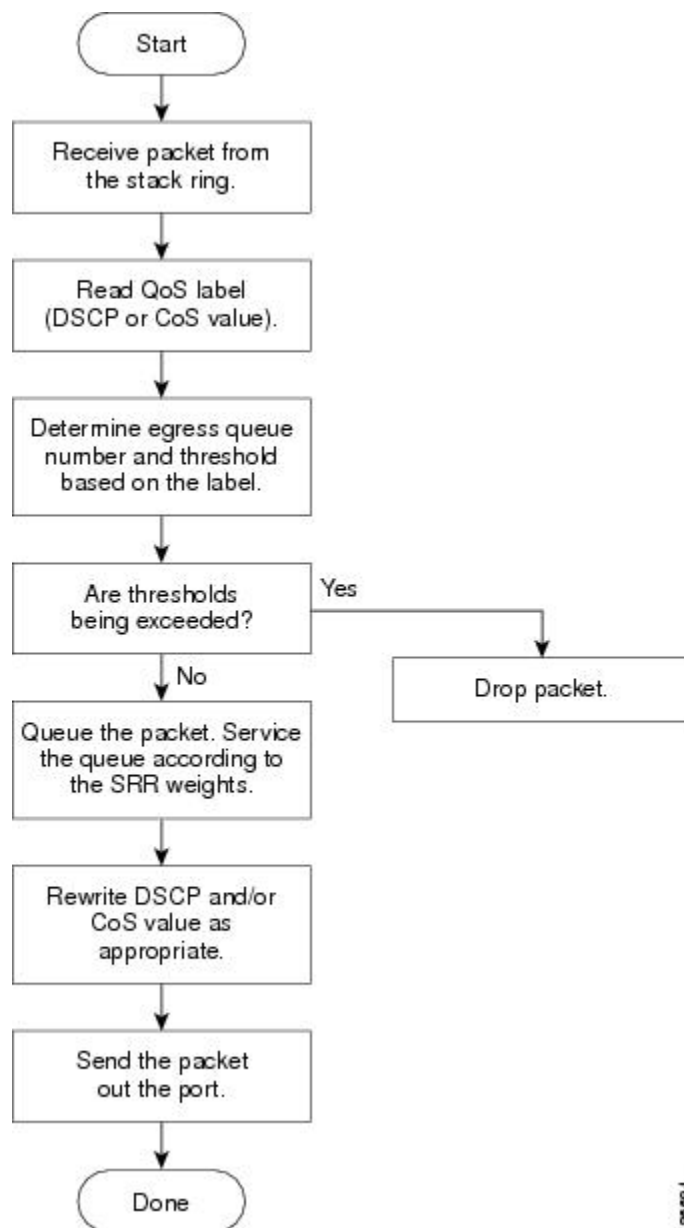 Start
Receive packet from
the stack ring.
Read QoS label
(DSCP or CoS value).
Determine egress queue
number and threshold
based on the label.
Are thresholds
being exceeded?
Yes
No
Drop packet.
Queue the packet. Service
the queue according to
the SRR weights.
Rewrite DSCP and/or
CoS value as
appropriate.
Send the packet
out the port.
Done